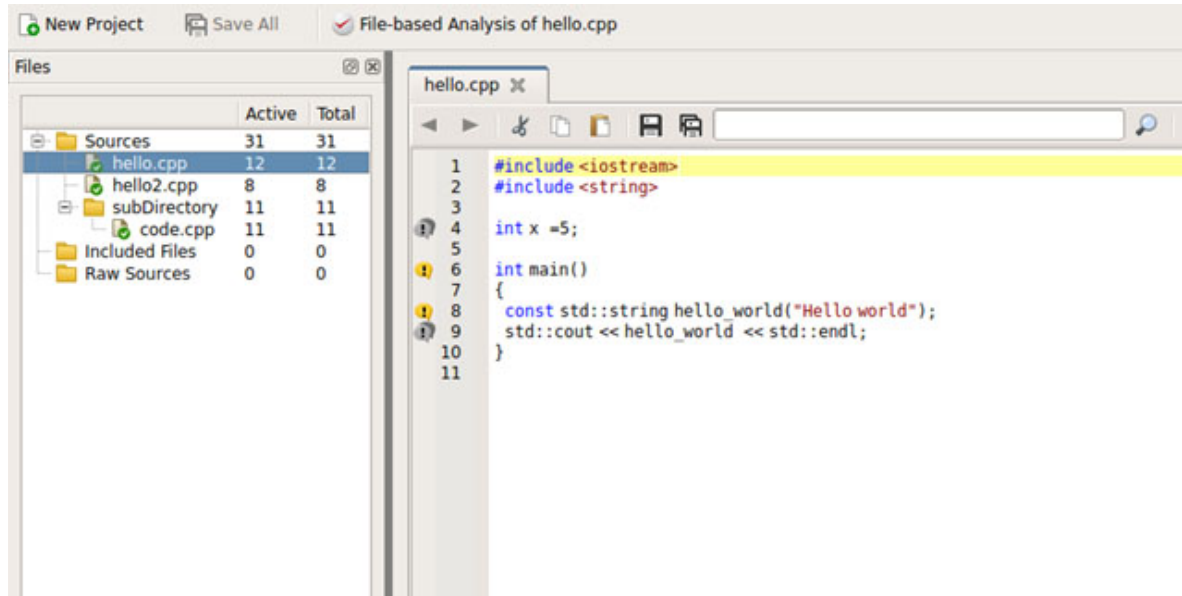 New Project Save All File-based Analysis of hello.cpp
Files
Active Total
Sources 31 31
hello.cpp 12 12
hello2.cpp 8 8
subDirectory 11 11
code.cpp 11 11
Included Files 0 0
Raw Sources 0 0
hello.cpp
1 #include <iostream>
2 #include <string>
3
4 int x =5;
5
6 int main()
7 {
8 const std::string hello_world("Hello world");
9 std::cout << hello_world << std::endl;
10 }
11